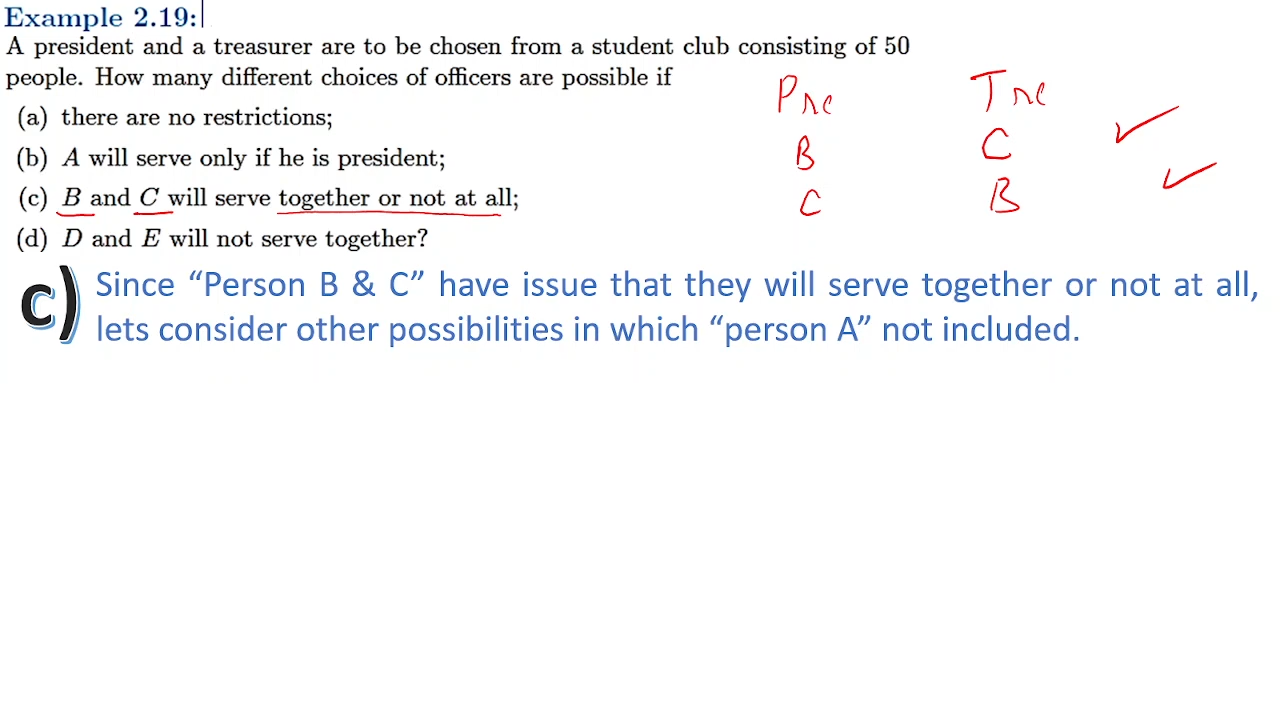 Example 2.19:
A president and a treasurer are to be chosen from a student club consisting of 50
people. How many different choices of officers are possible if
(a) there are no restrictions;
(b) A will serve only if he is president;
(c) B and C will serve together or not at all;
(d) D and E will not serve together?
Pre Tre
B C
C B
c) Since “Person B & C” have issue that they will serve together or not at all,
lets consider other possibilities in which “person A” not included.